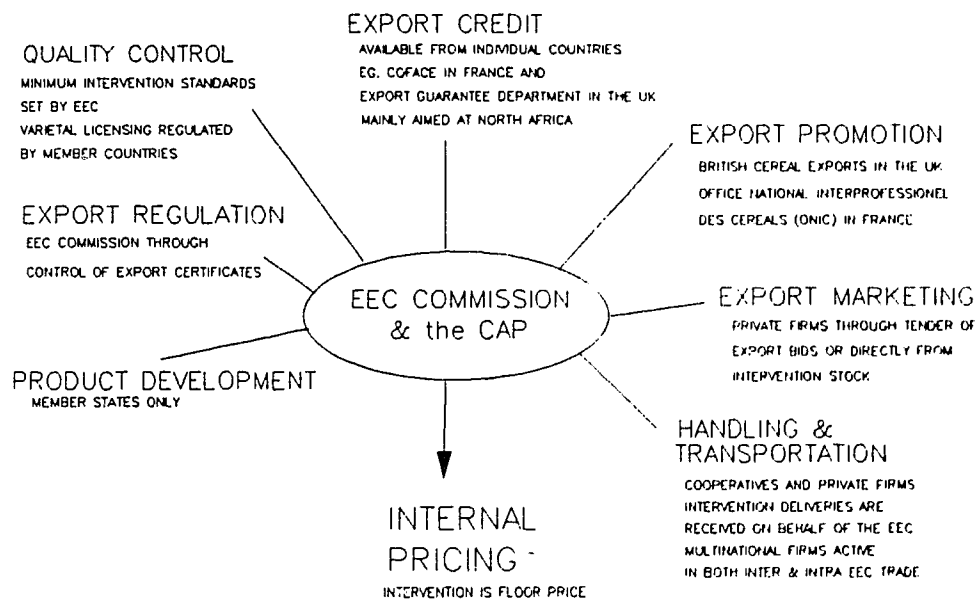 EXPORT CREDIT
AVAILABLE FROM INDIVIDUAL COUNTRIES
EG. COFACE IN FRANCE AND
EXPORT GUARANTEE DEPARTMENT IN THE UK
MAINLY AIMED AT NORTH AFRICA
QUALITY CONTROL
MINIMUM INTERVENTION STANDARDS
SET BY EEC
VARIETAL LICENSING REGULATED
BY MEMBER COUNTRIES
EXPORT PROMOTION
BRITISH CEREAL EXPORTS IN THE UK
OFFICE NATIONAL INTERPROFESSIONEL
DES CEREALS (ONIC) IN FRANCE
EXPORT REGULATION
EEC COMMISSION THROUGH
CONTROL OF EXPORT CERTIFICATES
EEC COMMISSION
& the CAP
EXPORT MARKETING
PRIVATE FIRMS THROUGH TENDER OF
EXPORT BIDS OR DIRECTLY FROM
INTERVENTION STOCK
PRODUCT DEVELOPMENT
MEMBER STATES ONLY
HANDLING &
TRANSPORTATION
COOPERATIVES AND PRIVATE FIRMS
INTERVENTION DELIVERIES ARE
RECEIVED ON BEHALF OF THE EEC
MULTINATIONAL FIRMS ACTIVE
IN BOTH INTER & INTRA EEC TRADE
INTERNAL
PRICING
INTERVENTION IS FLOOR PRICE